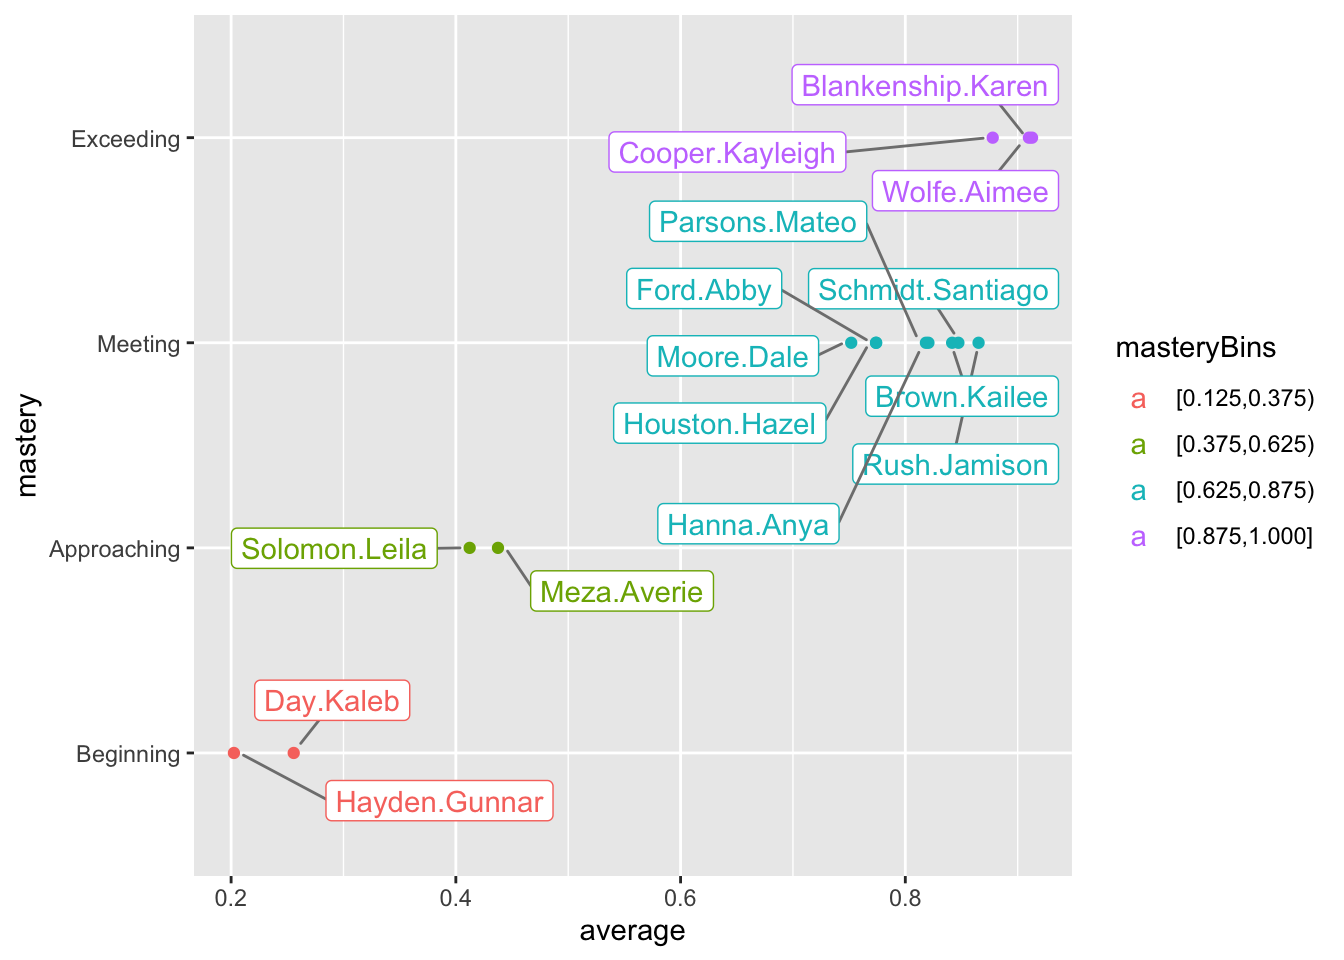 Blankenship.Karen
Exceeding
Cooper.Kayleigh
Wolfe.Aimee
Parsons.Mateo
Ford.Abby
Schmidt.Santiago
Meeting
Moore.Dale
Brown.Kailee
Houston.Hazel
Rush.Jamison
Hanna.Anya
Approaching
Solomon.Leila
Meza.Averie
Day.Kaleb
Beginning
Hayden.Gunnar
mastery
0.2 0.4 0.6 0.8
average
masteryBins
a [0.125,0.375)
a [0.375,0.625)
a [0.625,0.875)
a [0.875,1.000]